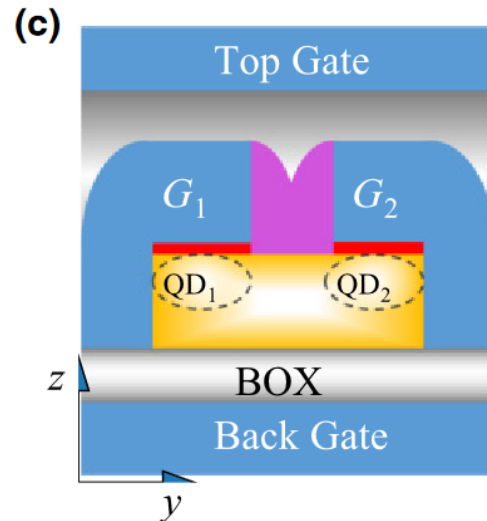 (c)
Top Gate
G₁ G₂
QD₁ QD₂
z
BOX
Back Gate
y